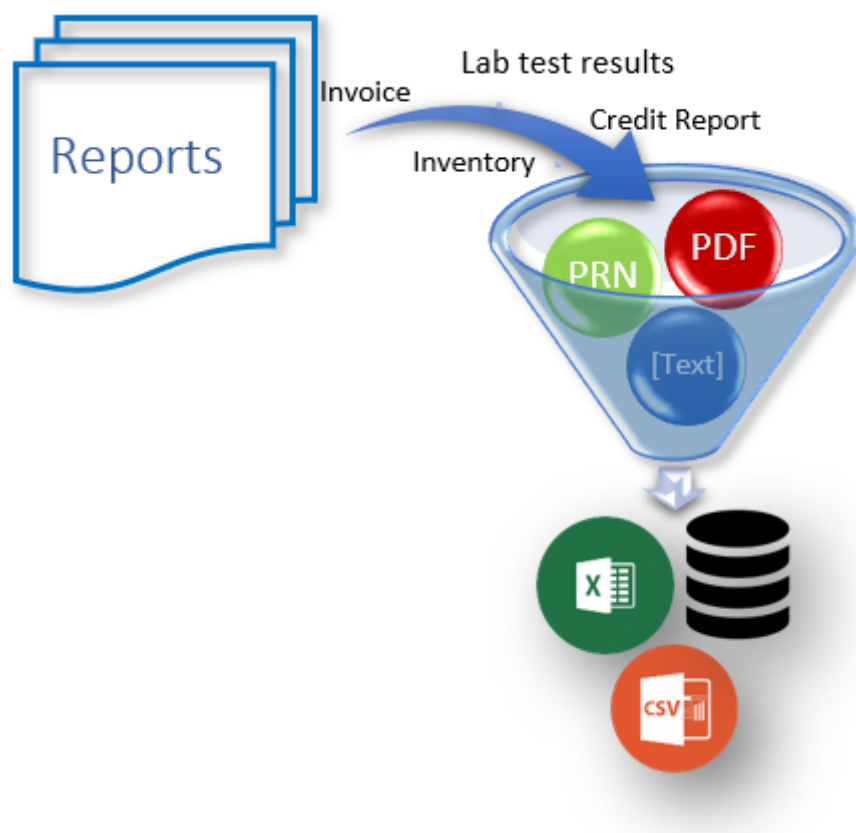 Lab test results
Invoice
Credit Report
Reports
Inventory
PDF
PRN
[Text]
X
CSV